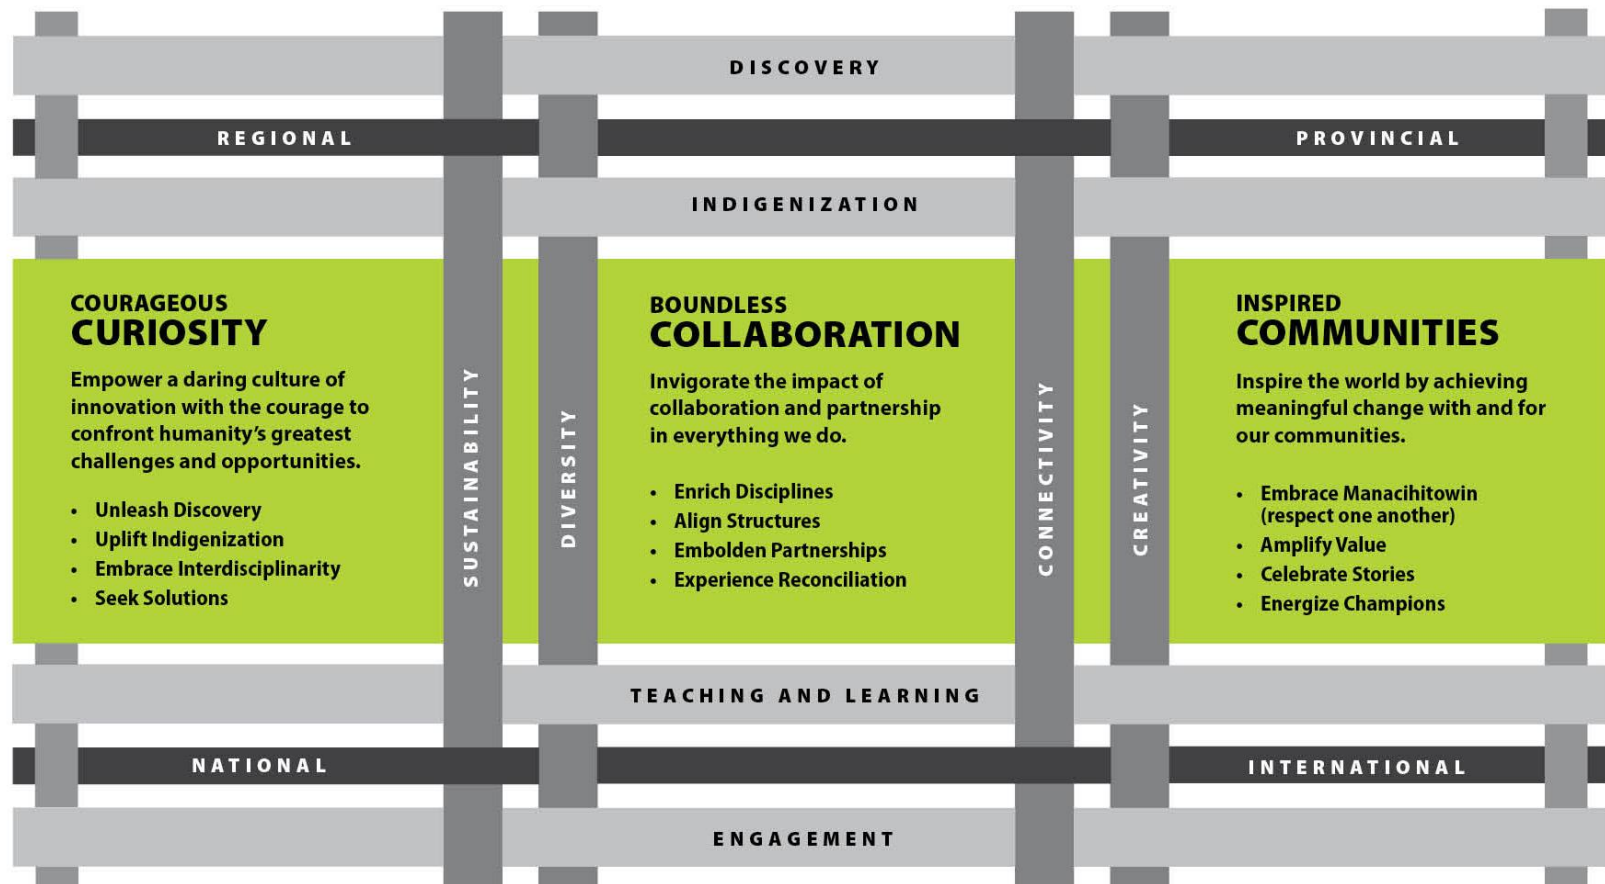 DISCOVERY
REGIONAL
PROVINCIAL
INDIGENIZATION
COURAGEOUS
CURIOSITY
Empower a daring culture of
innovation with the courage to
confront humanity's greatest
challenges and opportunities.
• Unleash Discovery
• Uplift Indigenization
• Embrace Interdisciplinarity
• Seek Solutions
SUSTAINABILITY
DIVERSITY
BOUNDLESS
COLLABORATION
Invigorate the impact of
collaboration and partnership
in everything we do.
• Enrich Disciplines
• Align Structures
• Embolden Partnerships
• Experience Reconciliation
CONNECTIVITY
CREATIVITY
INSPIRED
COMMUNITIES
Inspire the world by achieving
meaningful change with and for
our communities.
• Embrace Manacihitowin
(respect one another)
• Amplify Value
• Celebrate Stories
• Energize Champions
TEACHING AND LEARNING
NATIONAL
INTERNATIONAL
ENGAGEMENT